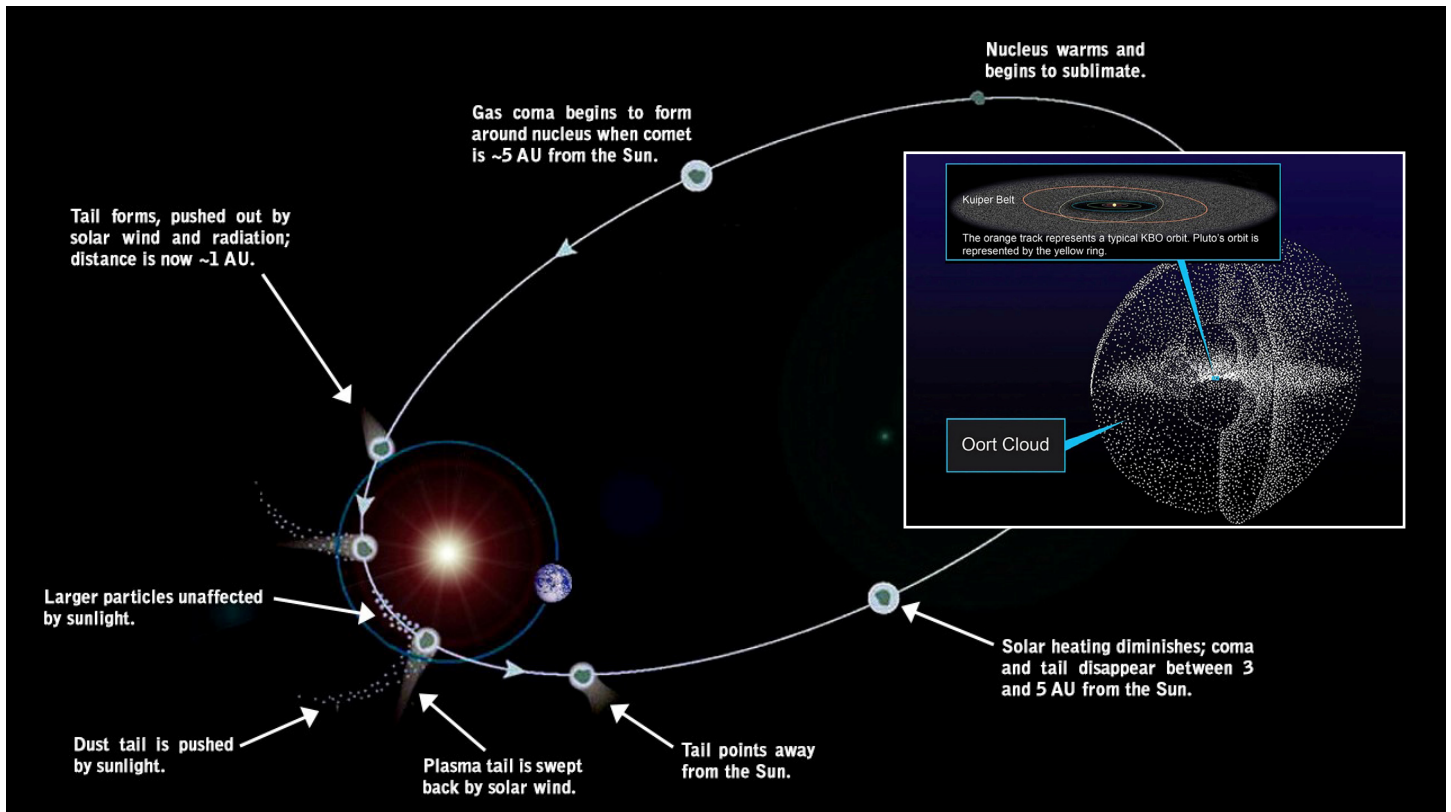 Nucleus warms and
begins to sublimate.
Gas coma begins to form
around nucleus when comet
is ~5 AU from the Sun.
Tail forms, pushed out by
solar wind and radiation;
distance is now ~1 AU.
Kuiper Belt
The orange track represents a typical KBO orbit. Pluto's orbit is
represented by the yellow ring.
Oort Cloud
Larger particles unaffected
by sunlight.
Solar heating diminishes; coma
and tail disappear between 3
and 5 AU from the Sun.
Dust tail is pushed
by sunlight.
Plasma tail is swept
back by solar wind.
Tail points away
from the Sun.